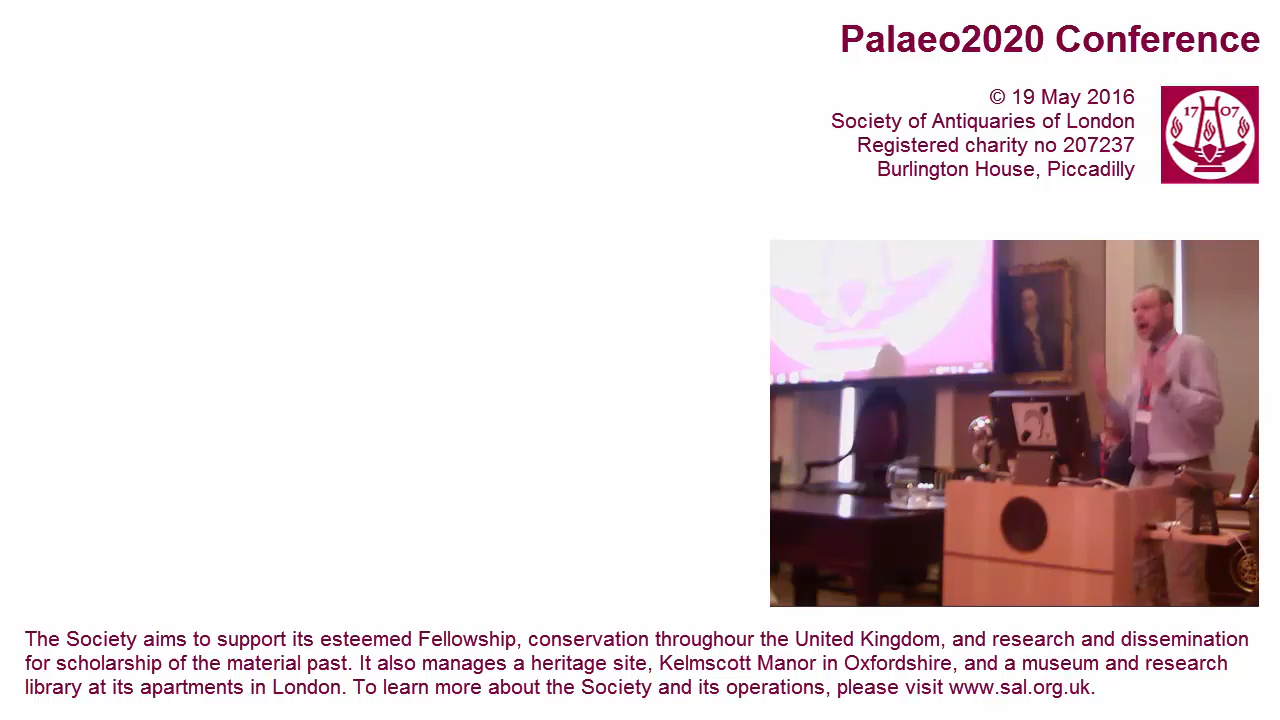 Palaeo2020 Conference
© 19 May 2016
Society of Antiquaries of London
Registered charity no 207237
Burlington House, Piccadilly
17 07
The Society aims to support its esteemed Fellowship, conservation throughour the United Kingdom, and research and dissemination
for scholarship of the material past. It also manages a heritage site, Kelmscott Manor in Oxfordshire, and a museum and research
library at its apartments in London. To learn more about the Society and its operations, please visit www.sal.org.uk.